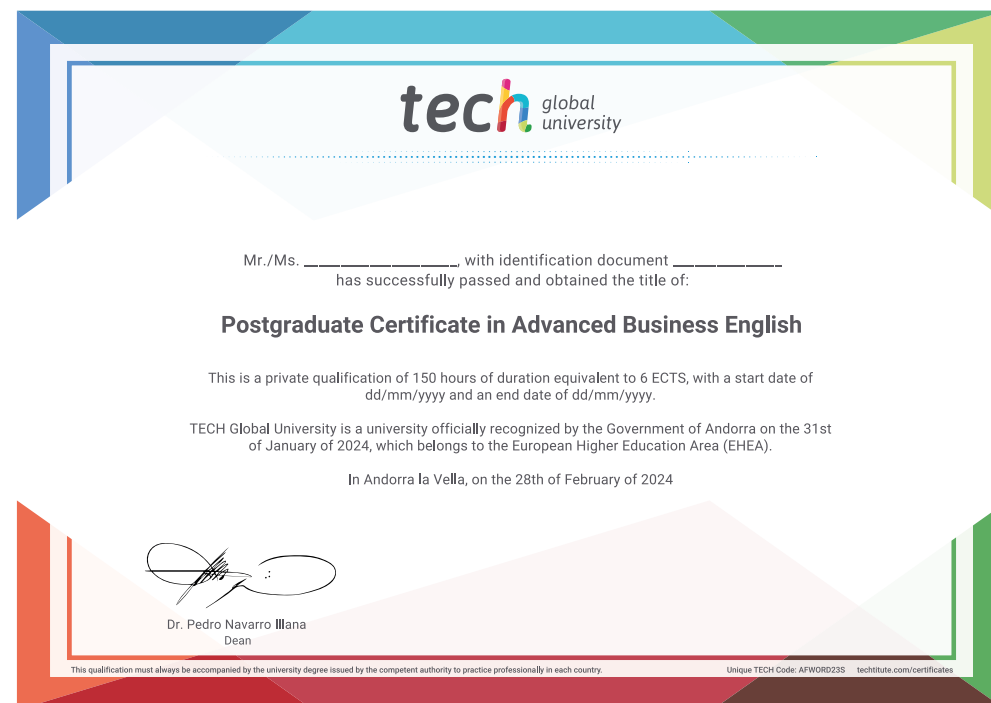 tech global
university
Mr./Ms. __________________, with identification document _____________
has successfully passed and obtained the title of:
Postgraduate Certificate in Advanced Business English
This is a private qualification of 150 hours of duration equivalent to 6 ECTS, with a start date of
dd/mm/yyyy and an end date of dd/mm/yyyy.
TECH Global University is a university officially recognized by the Government of Andorra on the 31st
of January of 2024, which belongs to the European Higher Education Area (EHEA).
In Andorra la Vella, on the 28th of February of 2024
Dr. Pedro Navarro Illana
Dean
This qualification must always be accompanied by the university degree issued by the competent authority to practice professionally in each country.
Unique TECH Code: AFWORD23S techtitute.com/certificates